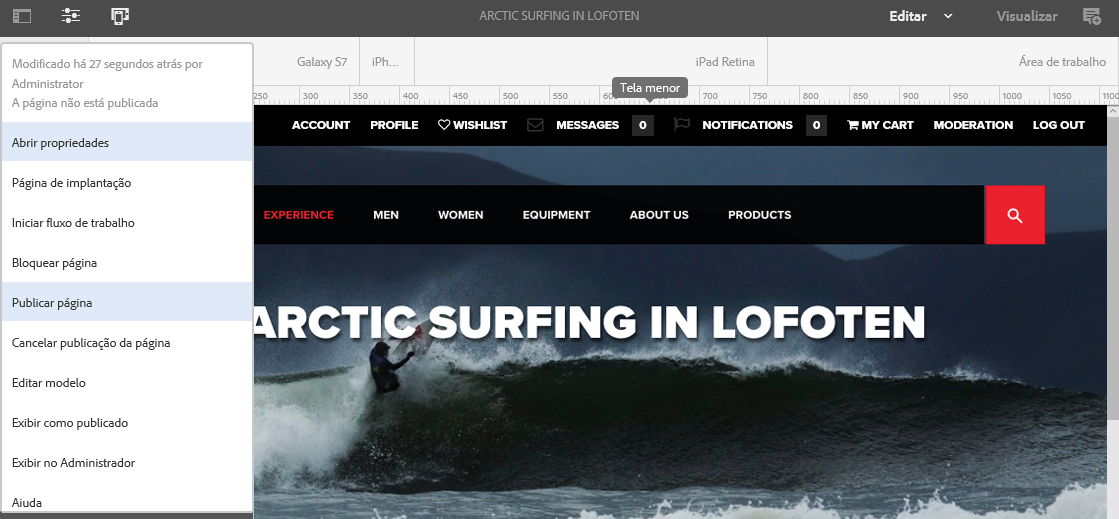 ARCTIC SURFING IN LOFOTEN
Editar
Visualizar
Galaxy S7
iPh...
iPad Retina
Área de trabalho
Modificado há 27 segundos atrás por
Administrator
A página não está publicada
Abrir propriedades
Página de implantação
Iniciar fluxo de trabalho
Bloquear página
Publicar página
Cancelar publicação da página
Editar modelo
Exibir como publicado
Exibir no Administrador
Ajuda
Tela menor
250 300 350 400 450 500 550 600 700 750 800 850 900 950 1000 1050 1100
ACCOUNT PROFILE WISHLIST MESSAGES 0 NOTIFICATIONS 0 MY CART MODERATION LOG OUT
EXPERIENCE MEN WOMEN EQUIPMENT ABOUT US PRODUCTS
ARCTIC SURFING IN LOFOTEN